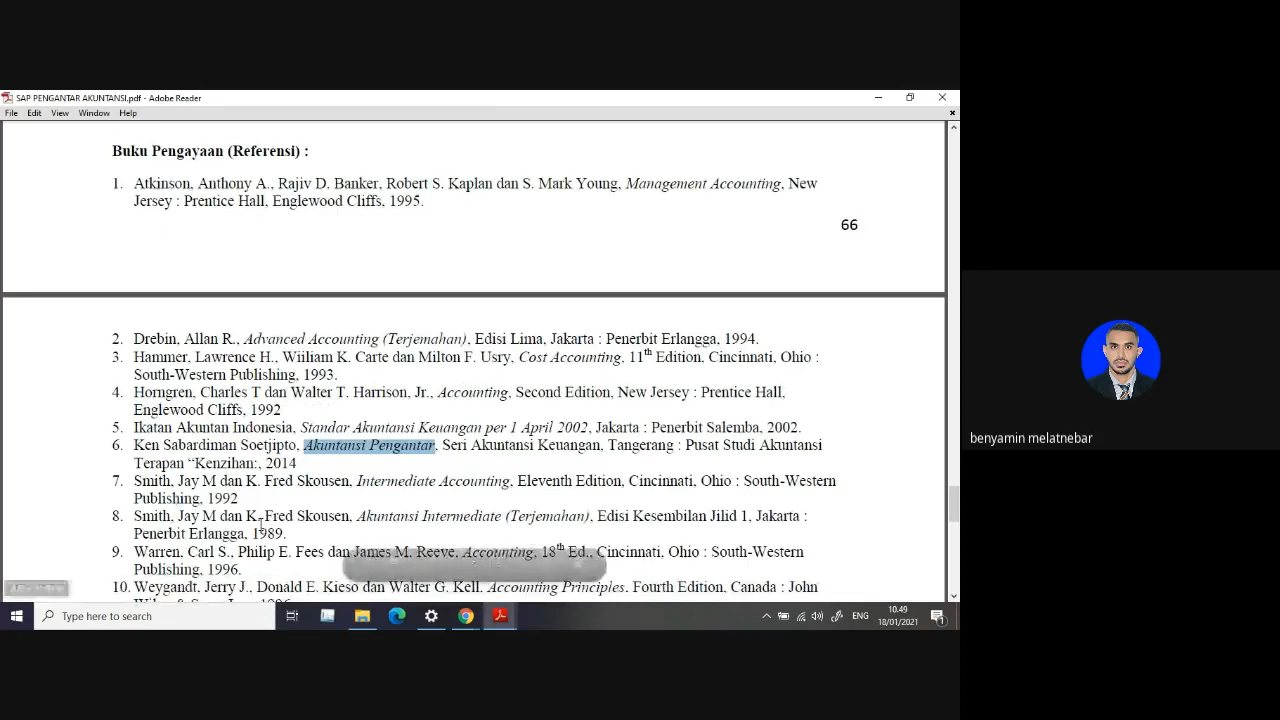 SAP PENGANTAR AKUNTANSI.pdf - Adobe Reader
File Edit View Window Help
Buku Pengayaan (Referensi) :
1. Atkinson, Anthony A., Rajiv D. Banker, Robert S. Kaplan dan S. Mark Young, Management Accounting, New
Jersey : Prentice Hall, Englewood Cliffs, 1995.
66
2. Drebin, Allan R., Advanced Accounting (Terjemahan), Edisi Lima, Jakarta : Penerbit Erlangga, 1994.
3. Hammer, Lawrence H., Wiiliam K. Carte dan Milton F. Usry, Cost Accounting, 11th Edition, Cincinnati, Ohio :
South-Western Publishing, 1993.
4. Horngren, Charles T dan Walter T. Harrison, Jr., Accounting, Second Edition, New Jersey : Prentice Hall,
Englewood Cliffs, 1992
5. Ikatan Akuntan Indonesia, Standar Akuntansi Keuangan per 1 April 2002, Jakarta : Penerbit Salemba, 2002.
6. Ken Sabardiman Soetjipto, Akuntansi Pengantar, Seri Akuntansi Keuangan, Tangerang : Pusat Studi Akuntansi
Terapan “Kenzihan:, 2014
7. Smith, Jay M dan K. Fred Skousen, Intermediate Accounting, Eleventh Edition, Cincinnati, Ohio : South-Western
Publishing, 1992
8. Smith, Jay M dan K. Fred Skousen, Akuntansi Intermediate (Terjemahan), Edisi Kesembilan Jilid 1, Jakarta :
Penerbit Erlangga, 1989.
9. Warren, Carl S., Philip E. Fees dan James M. Reeve, Accounting, 18th Ed., Cincinnati, Ohio : South-Western
Publishing, 1996.
10. Weygandt, Jerry J., Donald E. Kieso dan Walter G. Kell, Accounting Principles, Fourth Edition, Canada : John
benyamin melatnebar
Type here to search
ENG
10.49
18/01/2021